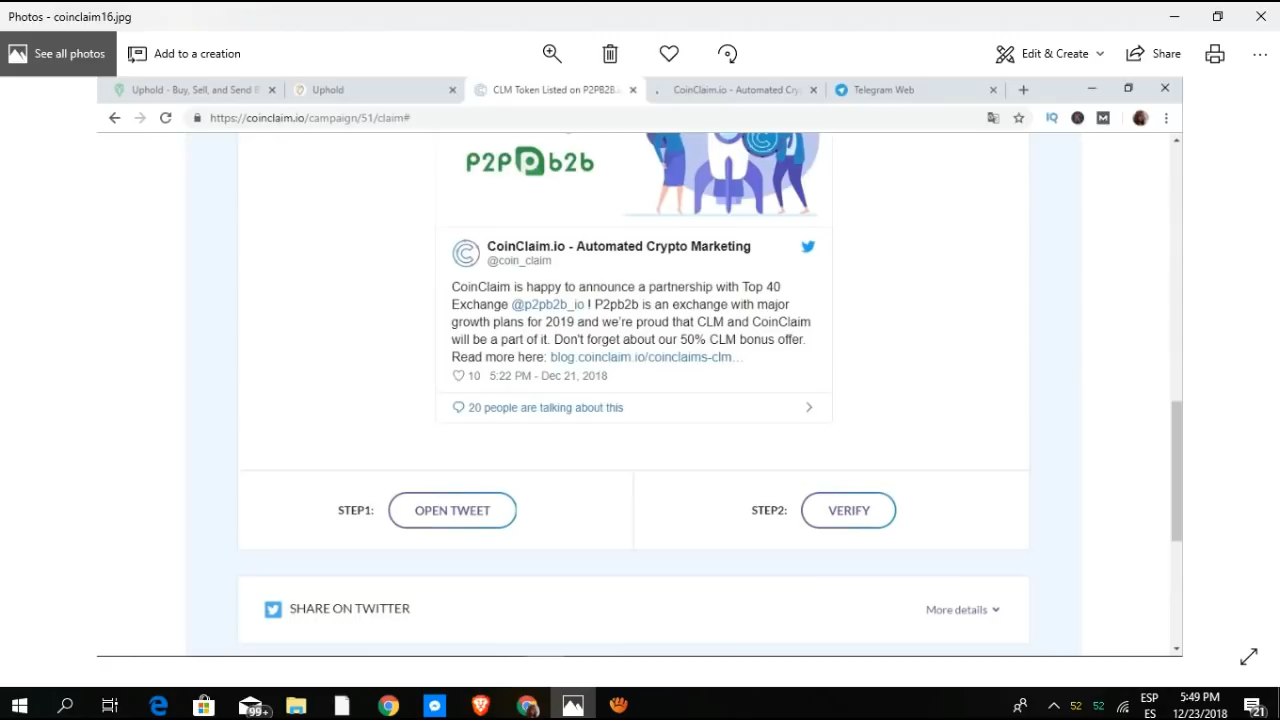 Photos - coinclaim16.jpg
See all photos
Add to a creation
Edit & Create
Share
Uphold - Buy, Sell, and Send
Uphold
CLM Token Listed on P2PB2B
CoinClaim.io - Automated Cry
Telegram Web
https://coinclaim.io/campaign/51/claim#
P2P b2b
CoinClaim.io - Automated Crypto Marketing
@coin_claim
CoinClaim is happy to announce a partnership with Top 40
Exchange @p2pb2b_io ! P2pb2b is an exchange with major
growth plans for 2019 and we're proud that CLM and CoinClaim
will be a part of it. Don't forget about our 50% CLM bonus offer.
Read more here: blog.coinclaim.io/coinclaims-clm…
10 5:22 PM - Dec 21, 2018
20 people are talking about this
STEP1: OPEN TWEET
STEP2: VERIFY
SHARE ON TWITTER
More details
99+
52 52
ESP
ES
5:49 PM
12/23/2018
21